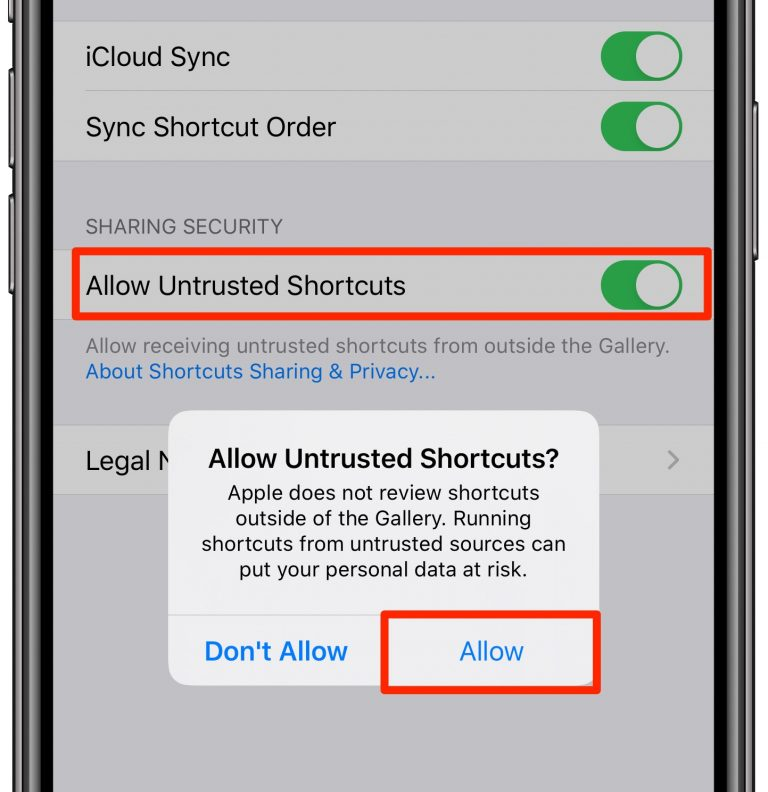 iCloud Sync
Sync Shortcut Order
SHARING SECURITY
Allow Untrusted Shortcuts
Allow receiving untrusted shortcuts from outside the Gallery.
About Shortcuts Sharing & Privacy...
Legal
Allow Untrusted Shortcuts?
Apple does not review shortcuts
outside of the Gallery. Running
shortcuts from untrusted sources can
put your personal data at risk.
Don't Allow
Allow